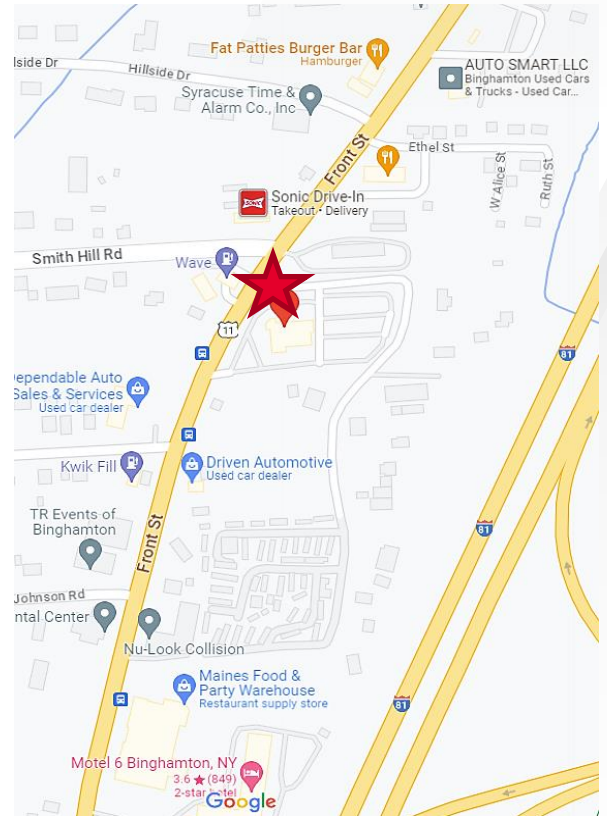 Fat Patties Burger Bar
Hamburger
lside Dr
Hillside Dr
AUTO SMART LLC
Binghamton Used Cars
& Trucks - Used Car...
Syracuse Time &
Alarm Co., Inc
Front St
Ethel St
W Alice St
Ruth St
SONIC
Sonic Drive-In
Takeout • Delivery
Smith Hill Rd
Wave
11
81
ependable Auto
Sales & Services
Used car dealer
Kwik Fill
Driven Automotive
Used car dealer
TR Events of
Binghamton
81
Front St
Johnson Rd
ntal Center
Nu-Look Collision
Maines Food &
Party Warehouse
Restaurant supply store
81
Motel 6 Binghamton, NY
3.6 ★ (849)
2-star hotel
Google